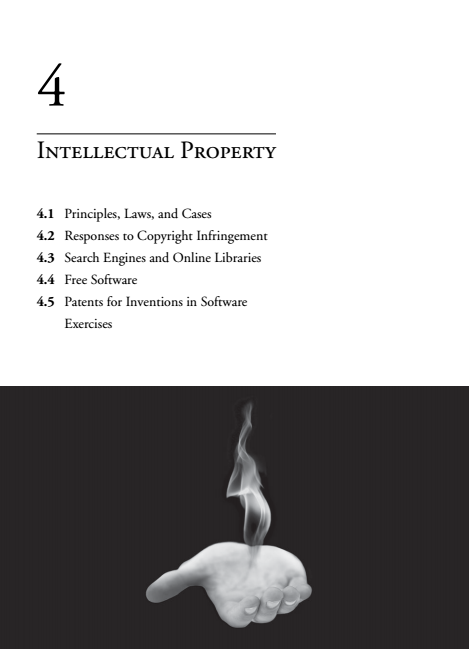 4
Intellectual Property
4.1 Principles, Laws, and Cases
4.2 Responses to Copyright Infringement
4.3 Search Engines and Online Libraries
4.4 Free Software
4.5 Patents for Inventions in Software
Exercises